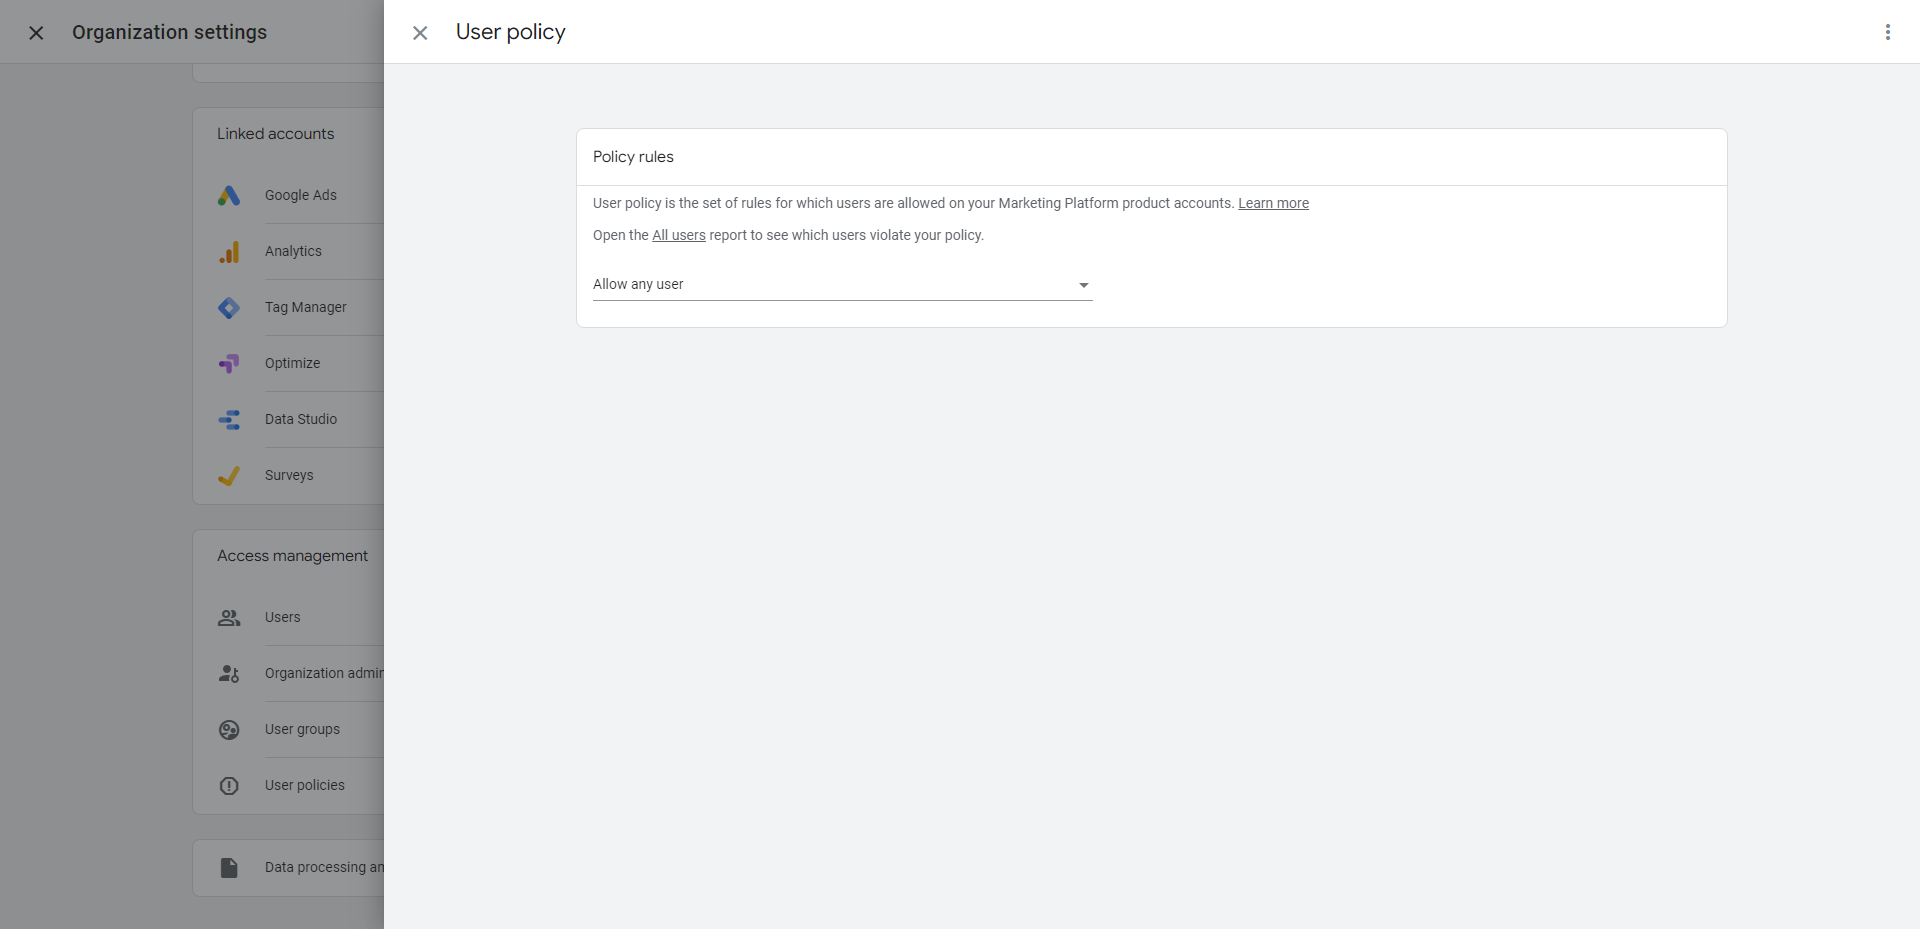 Organization settings
Linked accounts
Google Ads
Analytics
Tag Manager
Optimize
Data Studio
Surveys
Access management
Users
Organization admin
User groups
User policies
Data processing am
User policy
Policy rules
User policy is the set of rules for which users are allowed on your Marketing Platform product accounts. Learn more
Open the All users report to see which users violate your policy.
Allow any user